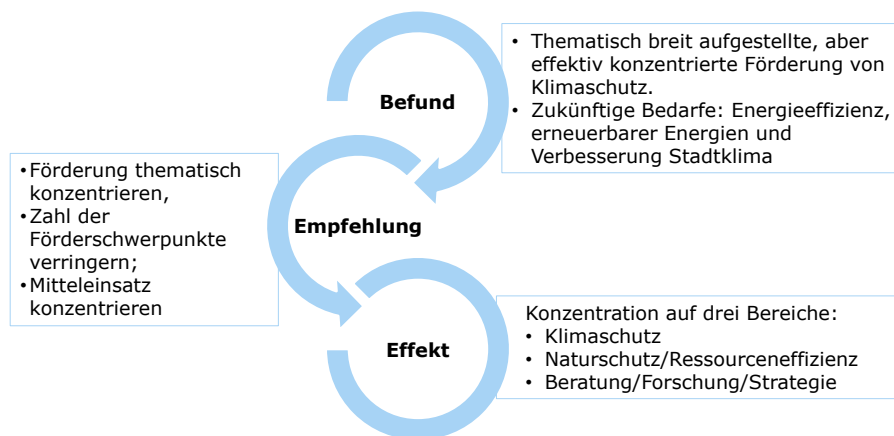 Befund
• Thematisch breit aufgestellte, aber
effektiv konzentrierte Förderung von
Klimaschutz.
• Zukünftige Bedarfe: Energieeffizienz,
erneuerbarer Energien und
Verbesserung Stadtklima
Empfehlung
•Förderung thematisch
konzentrieren,
•Zahl der
Förderschwerpunkte
verringern;
•Mitteleinsatz
konzentrieren
Effekt
Konzentration auf drei Bereiche:
• Klimaschutz
• Naturschutz/Ressourceneffizienz
• Beratung/Forschung/Strategie